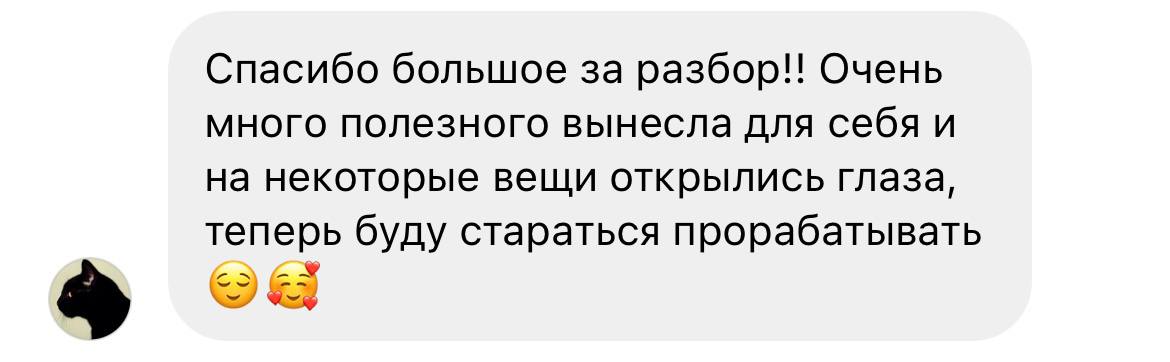 Спасибо большое за разбор!! Очень
много полезного вынесла для себя и
на некоторые вещи открылись глаза,
теперь буду стараться прорабатывать
😌🥰